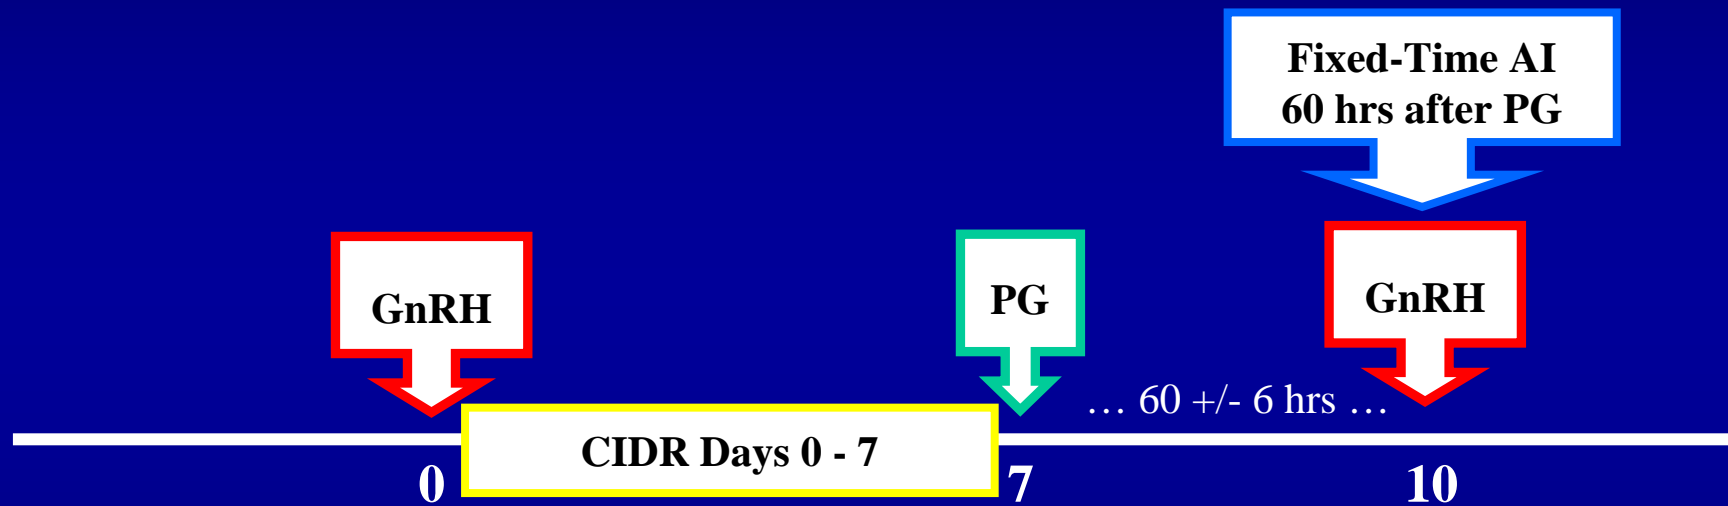 Fixed-Time AI
60 hrs after PG
GnRH
PG
GnRH
… 60 +/- 6 hrs …
CIDR Days 0 - 7
0
7
10